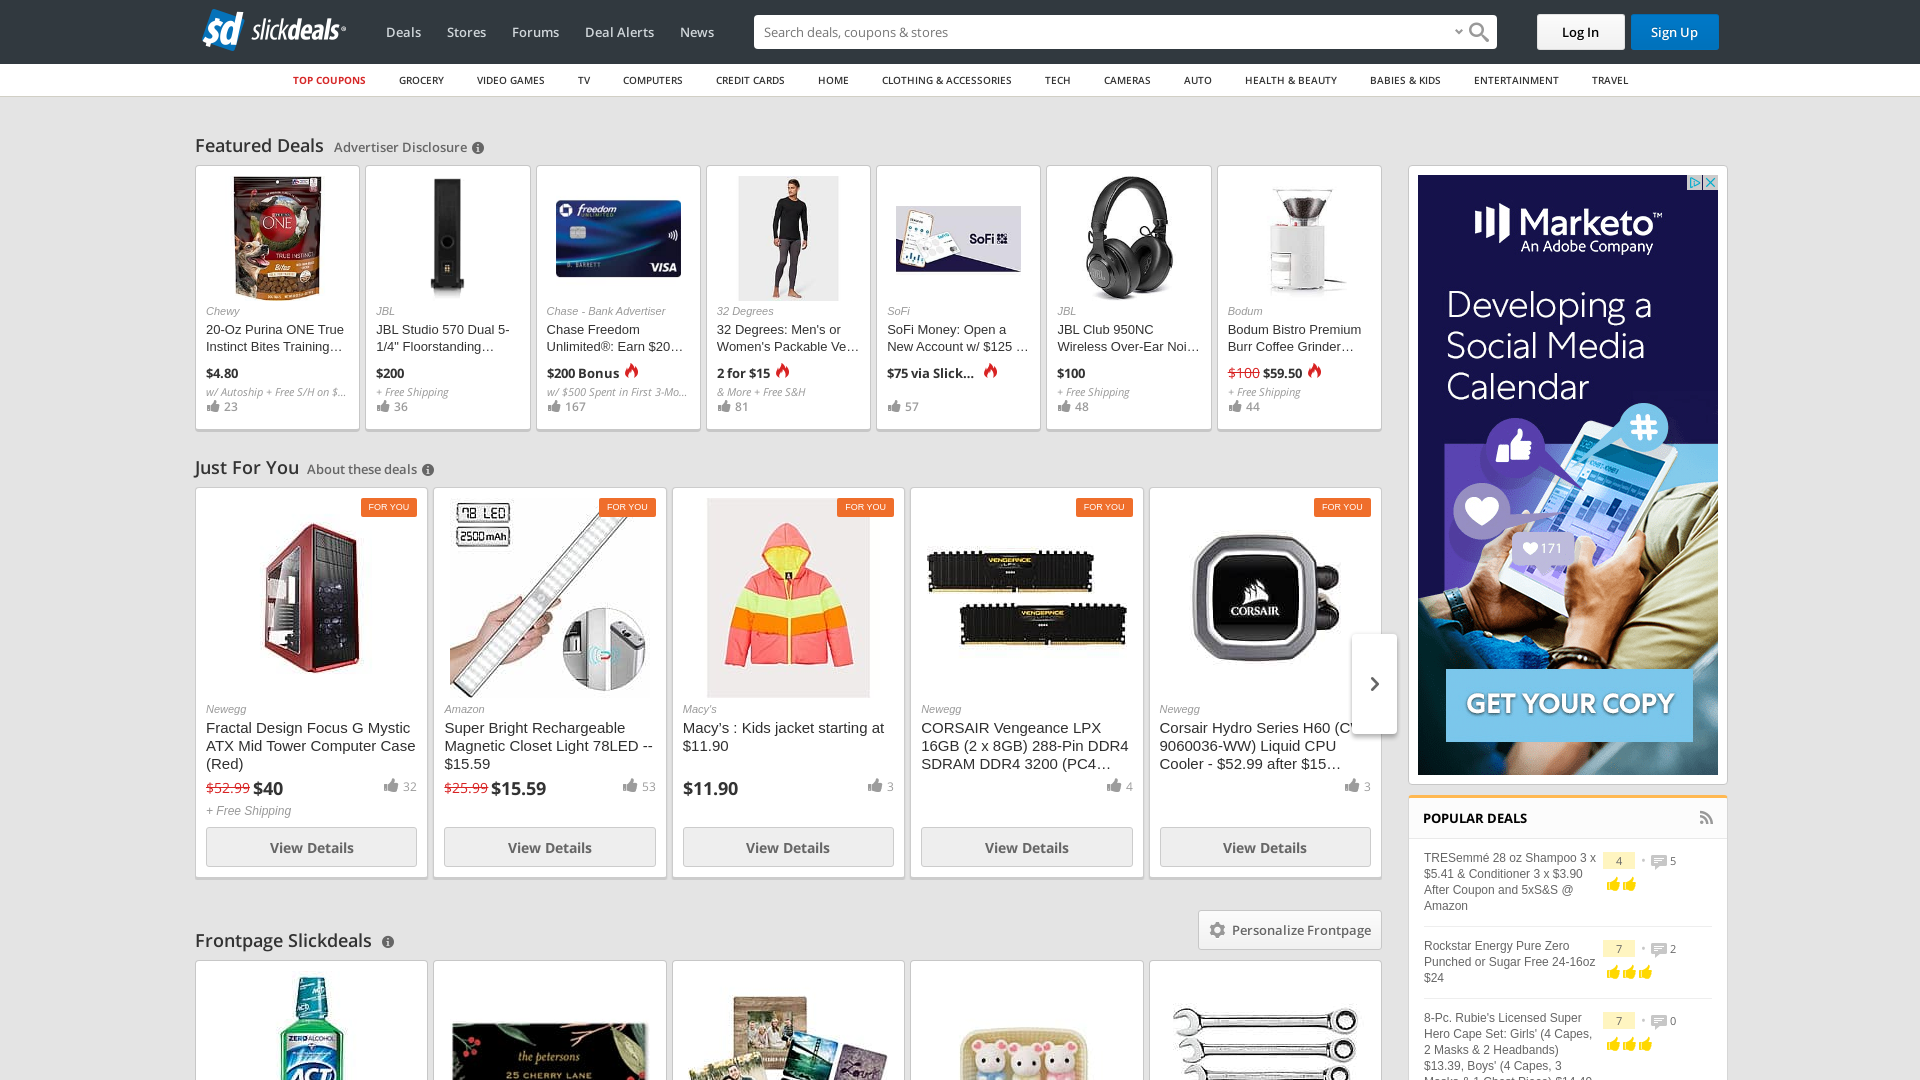 slickdeals
Deals
Stores
Forums
Deal Alerts
News
Search deals, coupons & stores
Log In
Sign Up
TOP COUPONS
GROCERY
VIDEO GAMES
TV
COMPUTERS
CREDIT CARDS
HOME
CLOTHING & ACCESSORIES
TECH
CAMERAS
AUTO
HEALTH & BEAUTY
BABIES & KIDS
ENTERTAINMENT
TRAVEL
Featured Deals
Advertiser Disclosure
PURINA
ONE
TRUE INSTINCT
Bites
Chewy
20-Oz Purina ONE True
Instinct Bites Training…
$4.80
w/ Autoship + Free S/H on $...
23
JBL
JBL Studio 570 Dual 5-
1/4" Floorstanding…
$200
+ Free Shipping
36
freedom
UNLIMITED
D. BARRETT
VISA
Chase - Bank Advertiser
Chase Freedom
Unlimited®: Earn $20…
$200 Bonus
w/ $500 Spent in First 3-Mo...
167
32 Degrees
32 Degrees: Men's or
Women's Packable Ve…
2 for $15
& More + Free S&H
81
SoFi
SoFi
SoFi Money: Open a
New Account w/ $125 …
$75 via Slick...
57
JBL
JBL Club 950NC
Wireless Over-Ear Noi…
$100
+ Free Shipping
48
Bodum
Bodum Bistro Premium
Burr Coffee Grinder…
$100 $59.50
+ Free Shipping
44
Just For You
About these deals
FOR YOU
Newegg
Fractal Design Focus G Mystic
ATX Mid Tower Computer Case
(Red)
$52.99 $40
32
+ Free Shipping
View Details
FOR YOU
78 LED
2500mAh
Amazon
Super Bright Rechargeable
Magnetic Closet Light 78LED --
$15.59
$25.99 $15.59
53
View Details
FOR YOU
Macy's
Macy's : Kids jacket starting at
$11.90
$11.90
3
View Details
FOR YOU
VENGEANCE
LPX
VENGEANCE
Newegg
CORSAIR Vengeance LPX
16GB (2 x 8GB) 288-Pin DDR4
SDRAM DDR4 3200 (PC4…
4
View Details
FOR YOU
CORSAIR
Newegg
Corsair Hydro Series H60 (C
9060036-WW) Liquid CPU
Cooler - $52.99 after $15…
3
View Details
Marketo™
An Adobe Company
Developing a
Social Media
Calendar
171
GET YOUR COPY
POPULAR DEALS
TRESemmé 28 oz Shampoo 3 x
$5.41 & Conditioner 3 x $3.90
After Coupon and 5xS&S @
Amazon
4
5
Rockstar Energy Pure Zero
Punched or Sugar Free 24-16oz
$24
7
2
8-Pc. Rubie's Licensed Super
Hero Cape Set: Girls' (4 Capes,
2 Masks & 2 Headbands)
$13.39, Boys' (4 Capes, 3
7
0
Frontpage Slickdeals
Personalize Frontpage
ACT
ZERO ALCOHOL
ACT
the petersons
25 CHERRY LANE